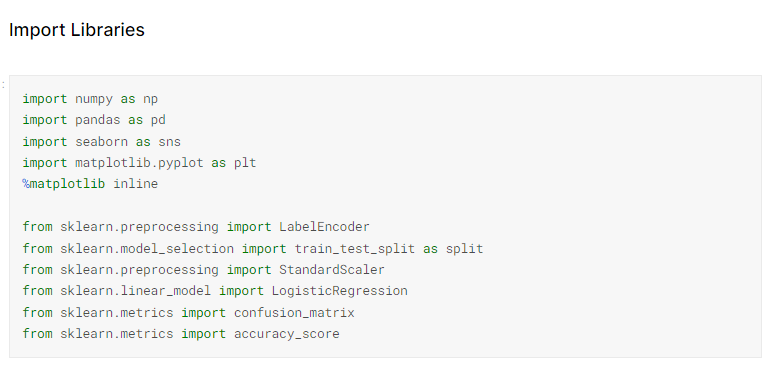 Import Libraries
:
import numpy as np
import pandas as pd
import seaborn as sns
import matplotlib.pyplot as plt
%matplotlib inline
from sklearn.preprocessing import LabelEncoder
from sklearn.model_selection import train_test_split as split
from sklearn.preprocessing import StandardScaler
from sklearn.linear_model import LogisticRegression
from sklearn.metrics import confusion_matrix
from sklearn.metrics import accuracy_score